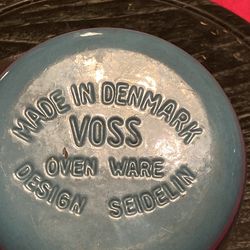 MADE IN DENMARK
VOSS
OVEN WARE
DESIGN SEIDELIN